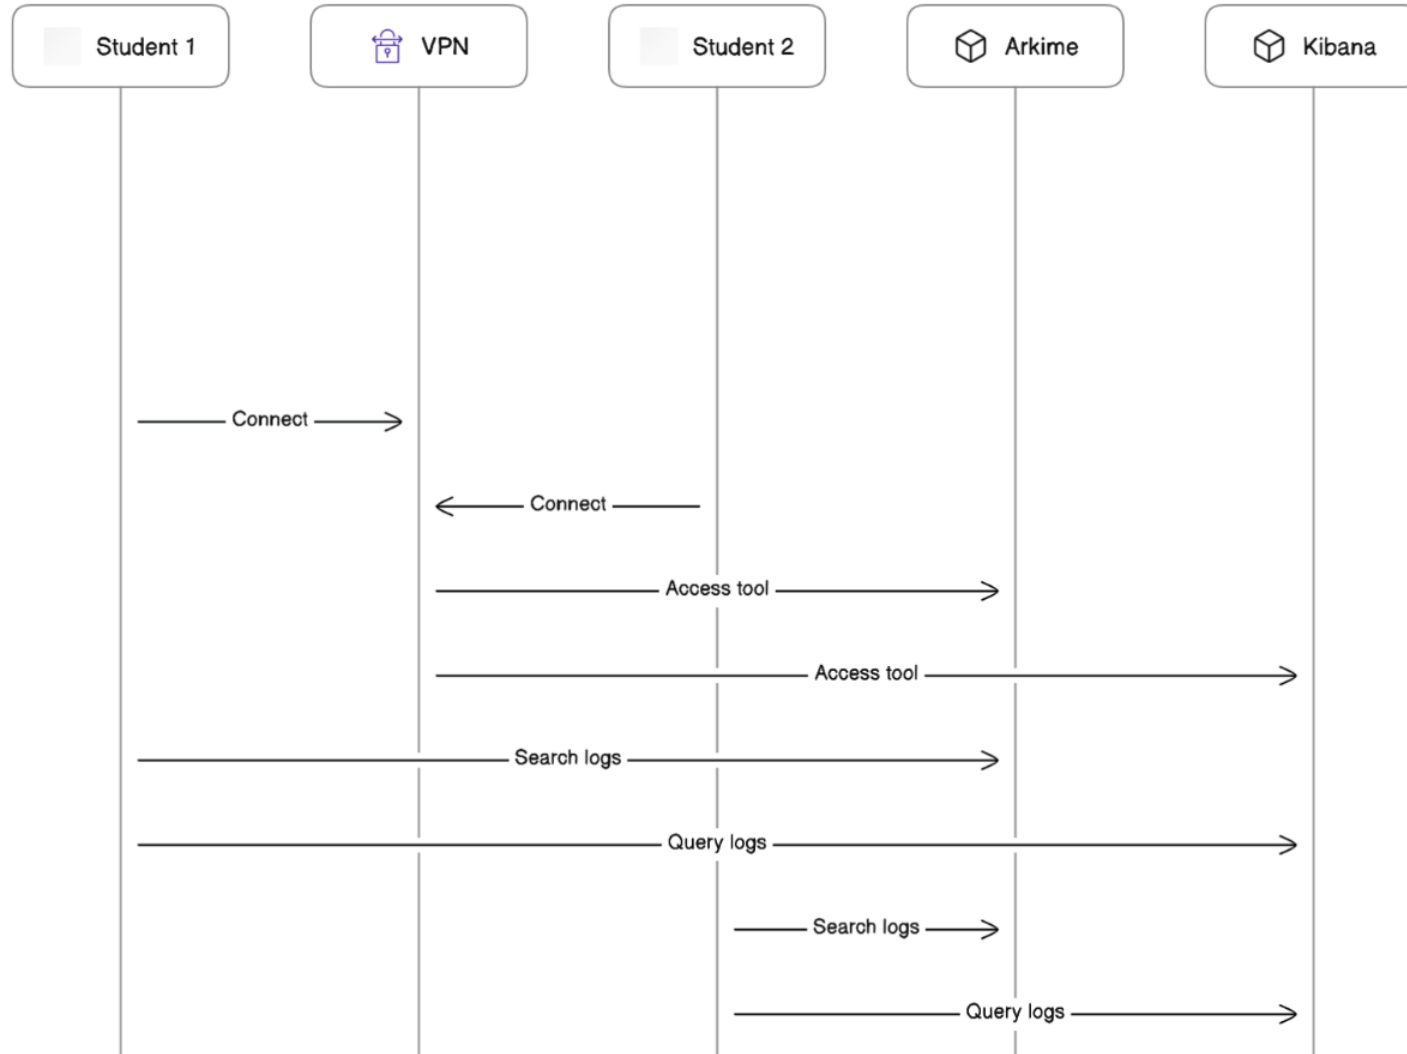 Student 1
VPN
Student 2
Arkime
Kibana
Connect
Connect
Access tool
Access tool
Search logs
Query logs
Search logs
Query logs